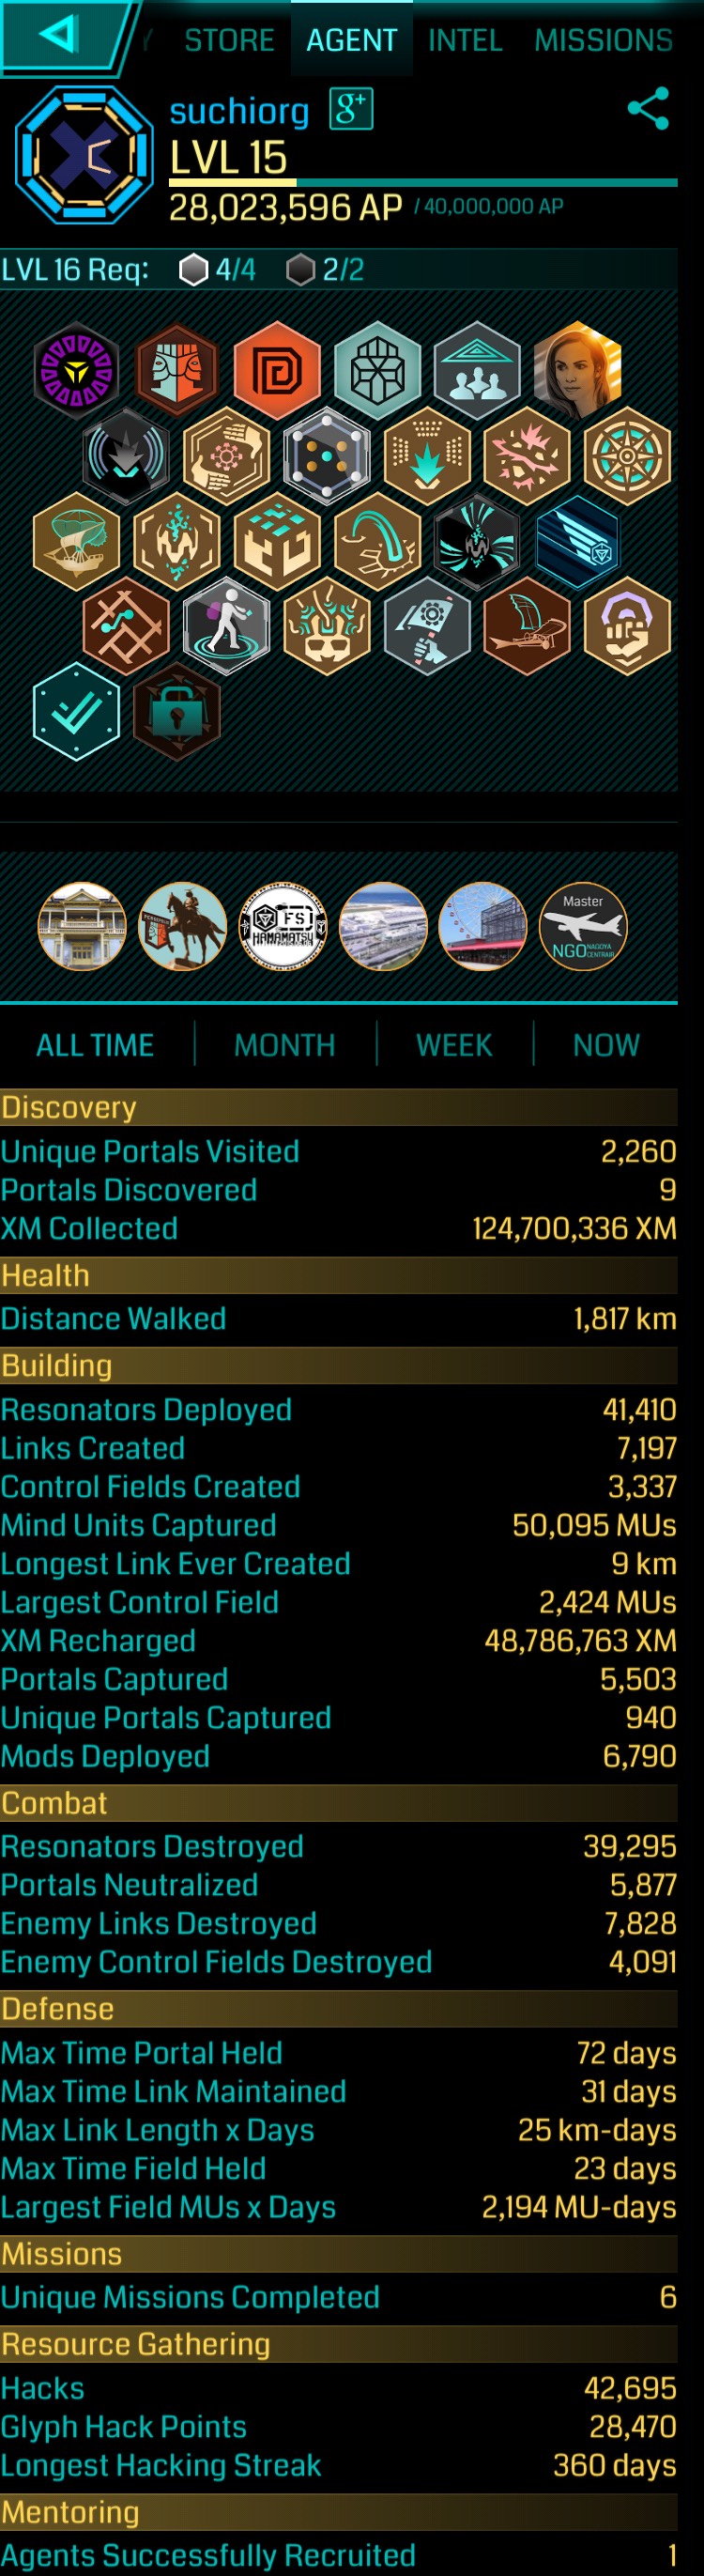 STORE AGENT INTEL MISSIONS
suchiorg g+
LVL 15
28,023,596 AP / 40,000,000 AP
LVL 16 Req: 4/4 2/2
FS
HAMAMATSU
Master
NGO NAGOYA CENTRAIR
ALL TIME MONTH WEEK NOW
Discovery
Unique Portals Visited 2,260
Portals Discovered 9
XM Collected 124,700,336 XM
Health
Distance Walked 1,817 km
Building
Resonators Deployed 41,410
Links Created 7,197
Control Fields Created 3,337
Mind Units Captured 50,095 MUs
Longest Link Ever Created 9 km
Largest Control Field 2,424 MUs
XM Recharged 48,786,763 XM
Portals Captured 5,503
Unique Portals Captured 940
Mods Deployed 6,790
Combat
Resonators Destroyed 39,295
Portals Neutralized 5,877
Enemy Links Destroyed 7,828
Enemy Control Fields Destroyed 4,091
Defense
Max Time Portal Held 72 days
Max Time Link Maintained 31 days
Max Link Length x Days 25 km-days
Max Time Field Held 23 days
Largest Field MUs x Days 2,194 MU-days
Missions
Unique Missions Completed 6
Resource Gathering
Hacks 42,695
Glyph Hack Points 28,470
Longest Hacking Streak 360 days
Mentoring
Agents Successfully Recruited 1